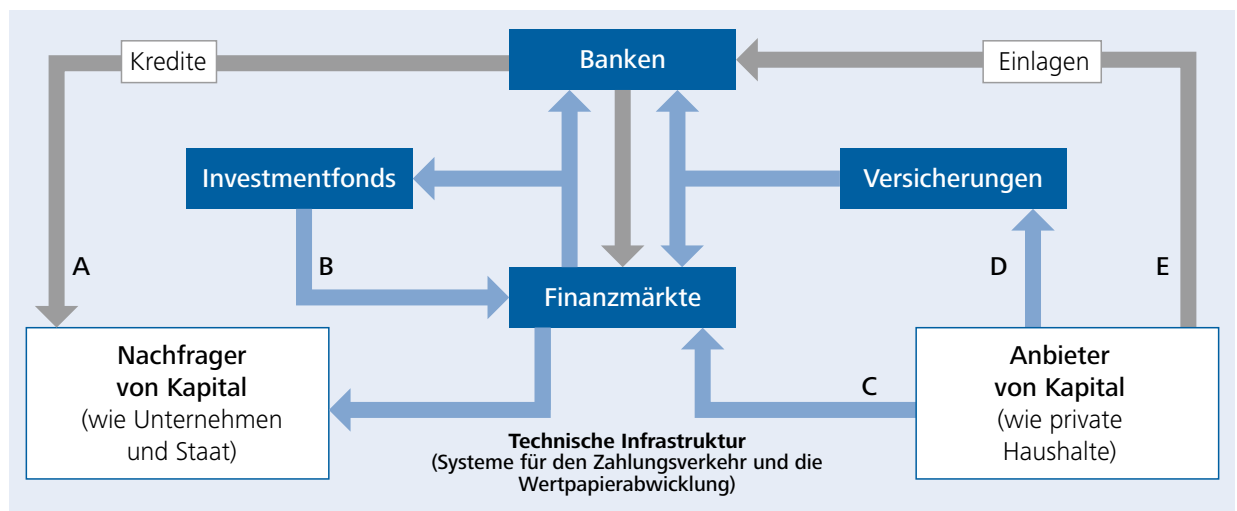 Kredite
Banken
Einlagen
Investmentfonds
Versicherungen
A
B
D
E
Finanzmärkte
Nachfrager
von Kapital
(wie Unternehmen
und Staat)
C
Anbieter
von Kapital
(wie private
Haushalte)
Technische Infrastruktur
(Systeme für den Zahlungsverkehr und die
Wertpapierabwicklung)